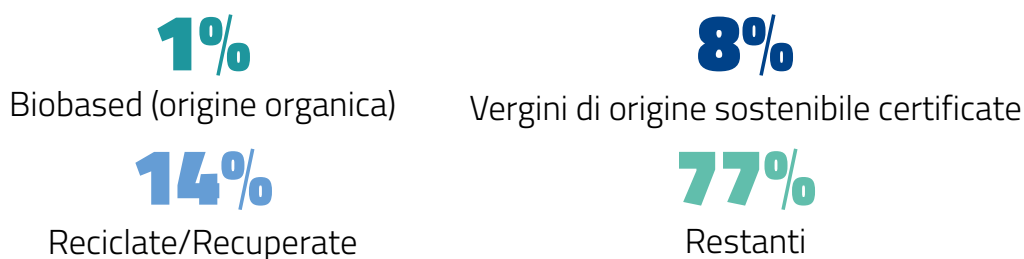 1%
Biobased (origine organica)
8%
Vergini di origine sostenibile certificate
14%
Reciclate/Recuperate
77%
Restanti